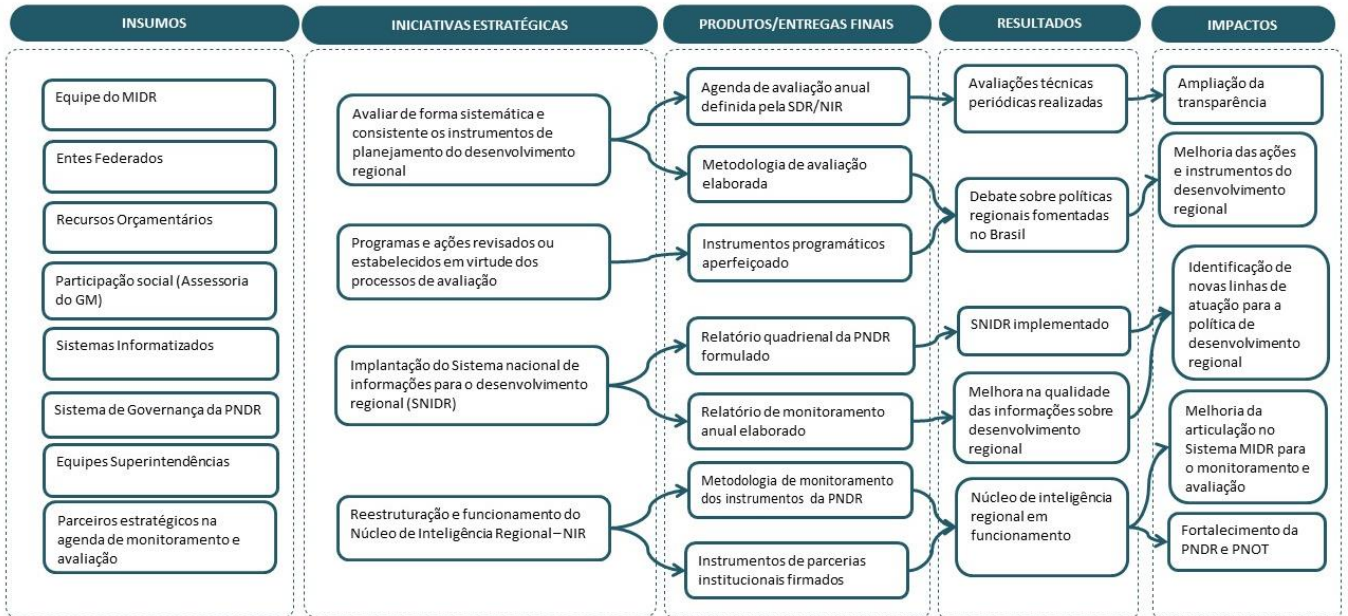 INSUMOS
Equipe do MIDR
Entes Federados
Recursos Orçamentários
Participação social (Assessoria
do GM)
Sistemas Informatizados
Sistema de Governança da PNDR
Equipes Superintendências
Parceiros estratégicos na
agenda de monitoramento e
avaliação
INICIATIVAS ESTRATÉGICAS
Avaliar de forma sistemática e
consistente os instrumentos de
planejamento do desenvolvimento
regional
Programas e ações revisados ou
estabelecidos em virtude dos
processos de avaliação
Implantação do Sistema nacional de
informações para o desenvolvimento
regional (SNIDR)
Reestruturação e funcionamento do
Núcleo de Inteligência Regional – NIR
PRODUTOS/ENTREGAS FINAIS
Agenda de avaliação anual
definida pela SDR/NIR
Metodologia de avaliação
elaborada
Instrumentos programáticos
aperfeiçoado
Relatório quadrienal da PNDR
formulado
Relatório de monitoramento
anual elaborado
Metodologia de monitoramento
dos instrumentos da PNDR
Instrumentos de parcerias
institucionais firmados
RESULTADOS
Avaliações técnicas
periódicas realizadas
Debate sobre políticas
regionais fomentadas
no Brasil
SNIDR implementado
Melhora na qualidade
das informações sobre
desenvolvimento
regional
Núcleo de inteligência
regional em
funcionamento
IMPACTOS
Ampliação da
transparência
Melhoria das ações
e instrumentos do
desenvolvimento
regional
Identificação de
novas linhas de
atuação para a
política de
desenvolvimento
regional
Melhoria da
articulação no
Sistema MIDR para
o monitoramento e
avaliação
Fortalecimento da
PNDR e PNOT